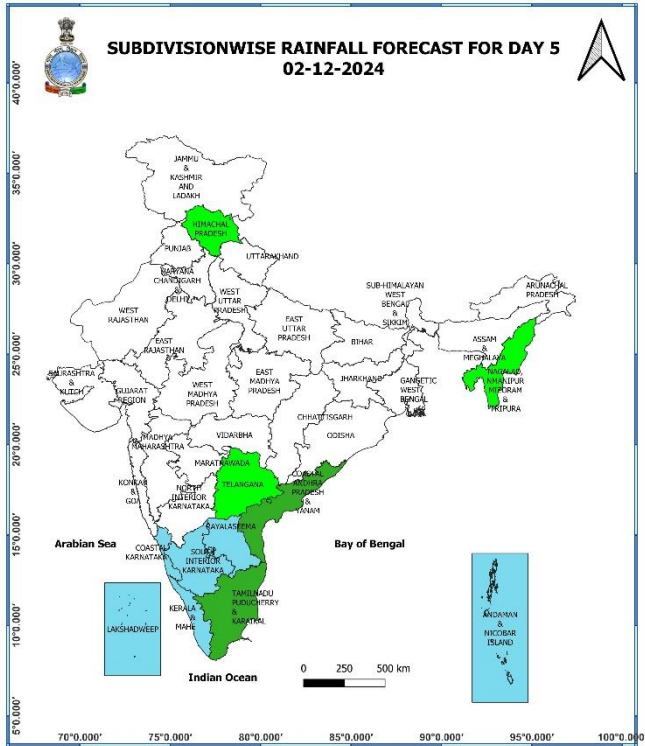 SUBDIVISIONWISE RAINFALL FORECAST FOR DAY 5
02-12-2024
40°0.000'
35°0.000'
30°0.000'
25°0.000'
20°0.000'
15°0.000'
10°0.000'
5°0.000'
JAMMU
&
KASHMIR
AND
LADAKH
HIMACHAL
PRADESH
PUNJAB
UTTARAKHAND
HARYANA
CHANDIGARH
&
DELHI
WEST
UTTAR
PRADESH
SUB-HIMALAYAN
WEST
BENGAL
&
SIKKIM
ARUNACHAL
PRADESH
WEST
RAJASTHAN
EAST
RAJASTHAN
EAST
UTTAR
PRADESH
BIHAR
ASSAM
&
MEGHALAYA
NAGALAD
NMANIPUR
MIZORAM
&
TRIPURA
SAURASHTRA
&
KUTCH
GUJARAT
REGION
WEST
MADHYA
PRADESH
EAST
MADHYA
PRADESH
JHARKHAND
GANGETIC
WEST
BENGAL
CHHATTISGARH
ODISHA
MADHYA
MAHARASHTRA
VIDARBHA
MARATHAWADA
KONKAN
&
GOA
NORTH
INTERIOR
KARNATAKA
TELANGANA
COASTAL
ANDHRA
PRADESH
&
YANAM
RAYALASEEMA
Arabian Sea
Bay of Bengal
COASTAL
KARNATAKA
SOUTH
INTERIOR
KARNATAKA
LAKSHADWEEP
KERALA
&
MAHE
TAMILNADU
PUDUCHERRY
&
KARAIKAL
ANDAMAN
&
NICOBAR
ISLAND
Indian Ocean
0 250 500 km
70°0.000' 75°0.000' 80°0.000' 85°0.000' 90°0.000' 95°0.000' 100°0.000'